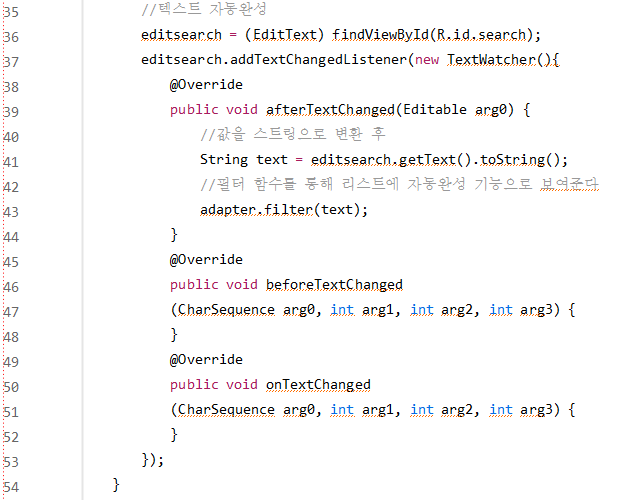 35 //텍스트 자동완성
36 editsearch = (EditText) findViewById(R.id.search);
37 editsearch.addTextChangedListener(new TextWatcher(){
38 @Override
39 public void afterTextChanged(Editable arg0) {
40 //값을 스트링으로 변환 후
41 String text = editsearch.getText().toString();
42 //필터 함수를 통해 리스트에 자동완성 기능으로 보여준다
43 adapter.filter(text);
44 }
45 @Override
46 public void beforeTextChanged
47 (CharSequence arg0, int arg1, int arg2, int arg3) {
48 }
49 @Override
50 public void onTextChanged
51 (CharSequence arg0, int arg1, int arg2, int arg3) {
52 }
53 });
54 }